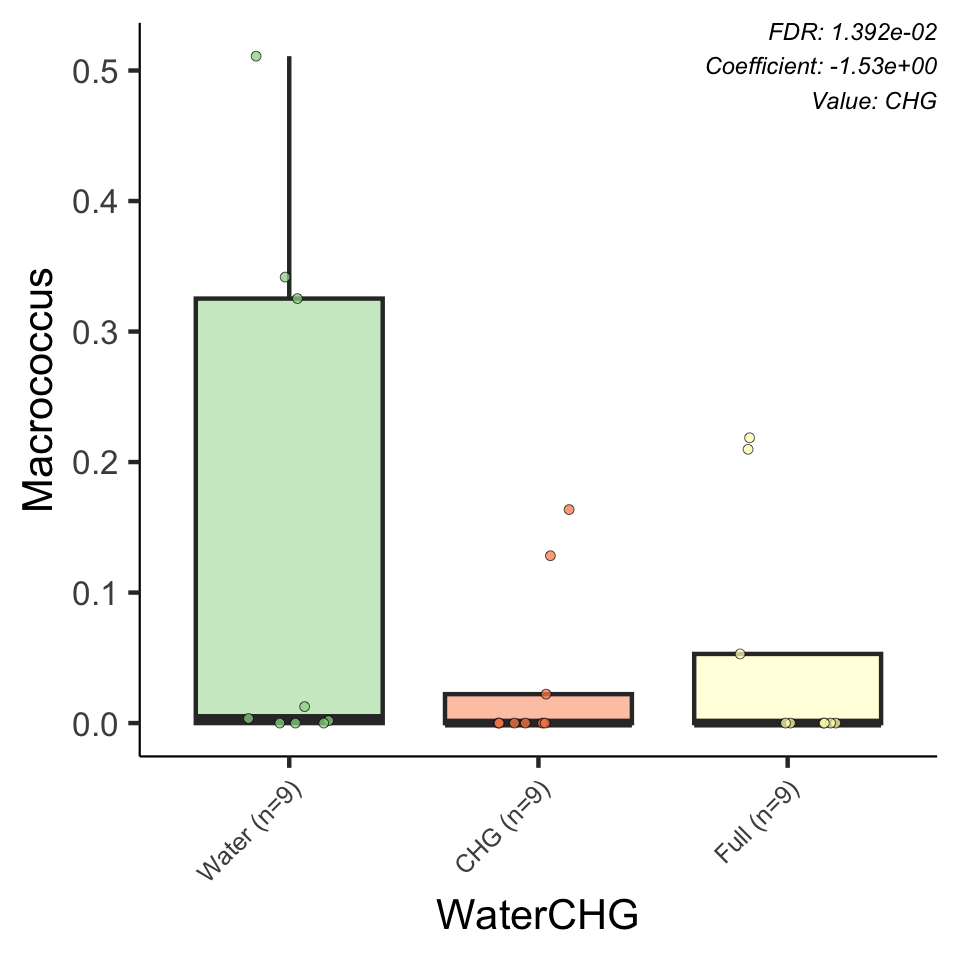 FDR: 1.392e-02
Coefficient: -1.53e+00
Value: CHG
Macrococcus
0.5
0.4
0.3
0.2
0.1
0.0
Water (n=9)
CHG (n=9)
Full (n=9)
WaterCHG